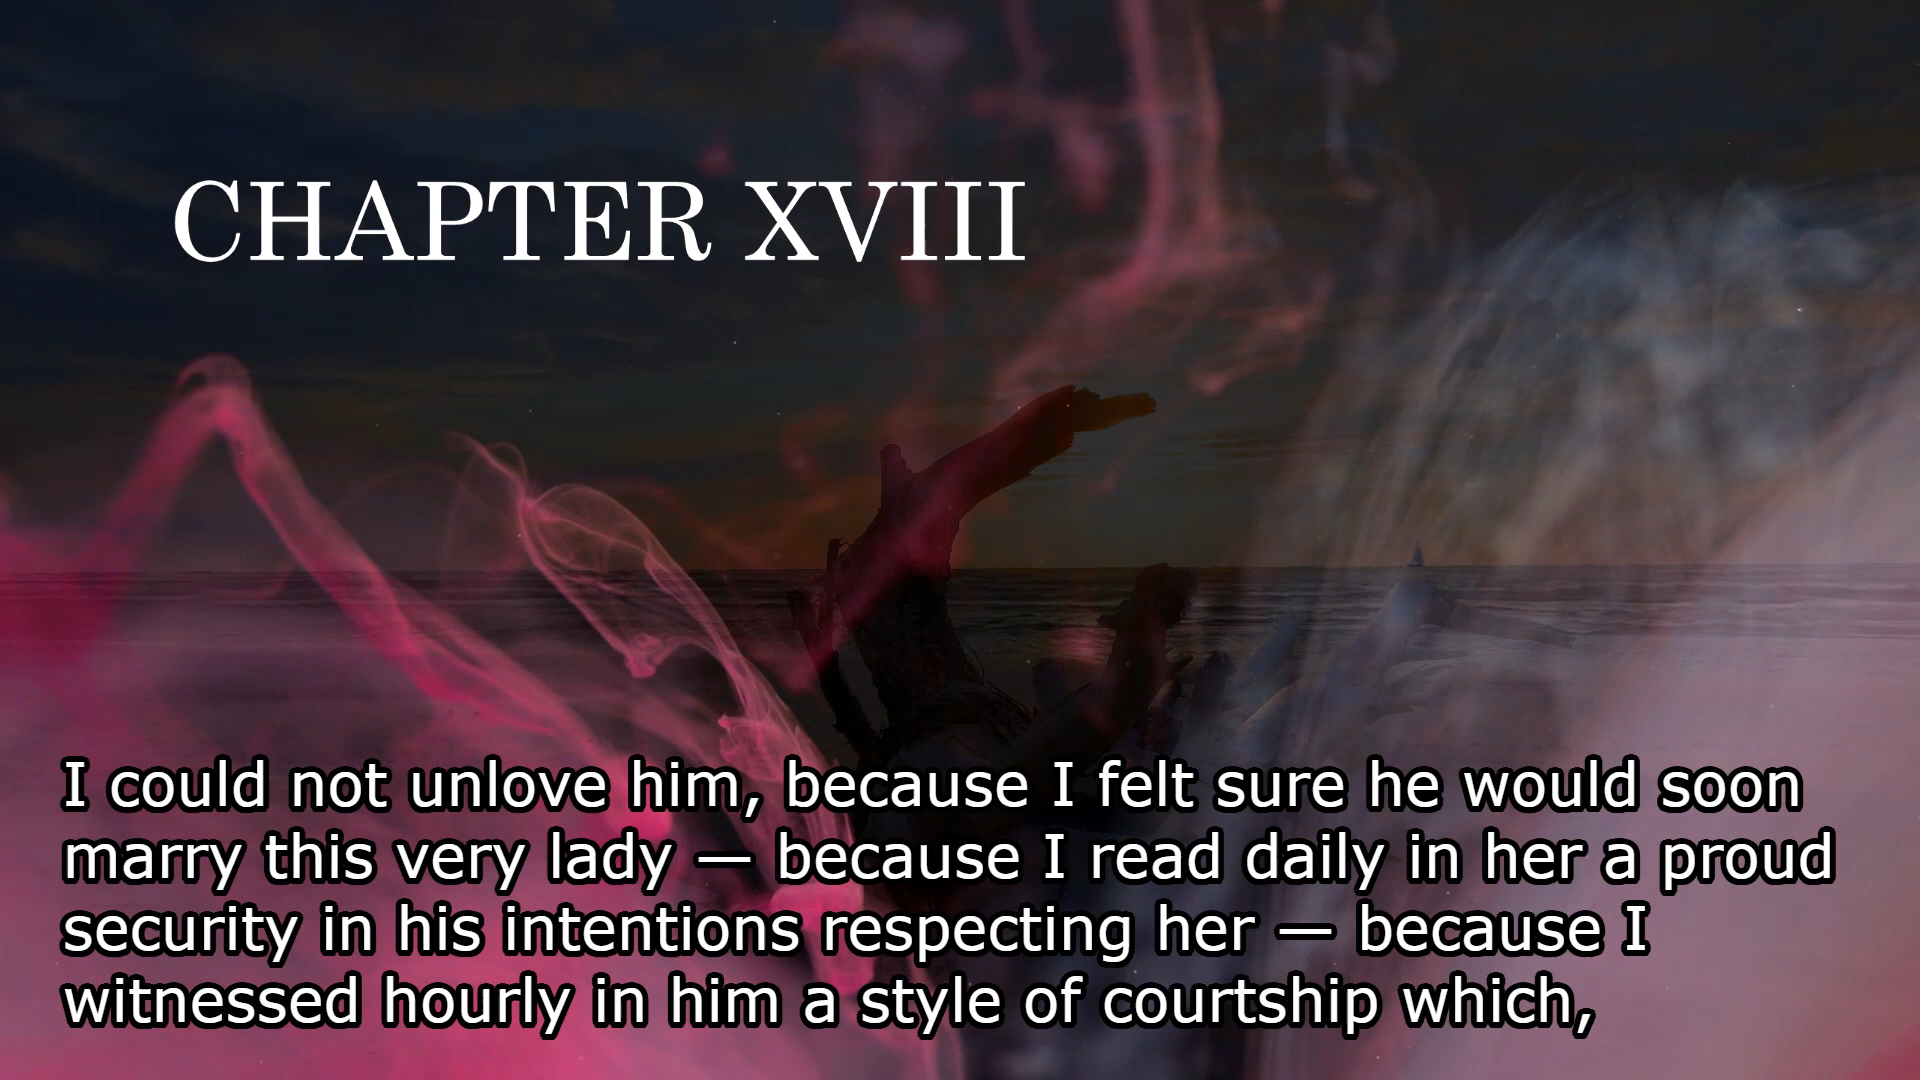 CHAPTER XVIII
I could not unlove him, because I felt sure he would soon
marry this very lady — because I read daily in her a proud
security in his intentions respecting her — because I
witnessed hourly in him a style of courtship which,